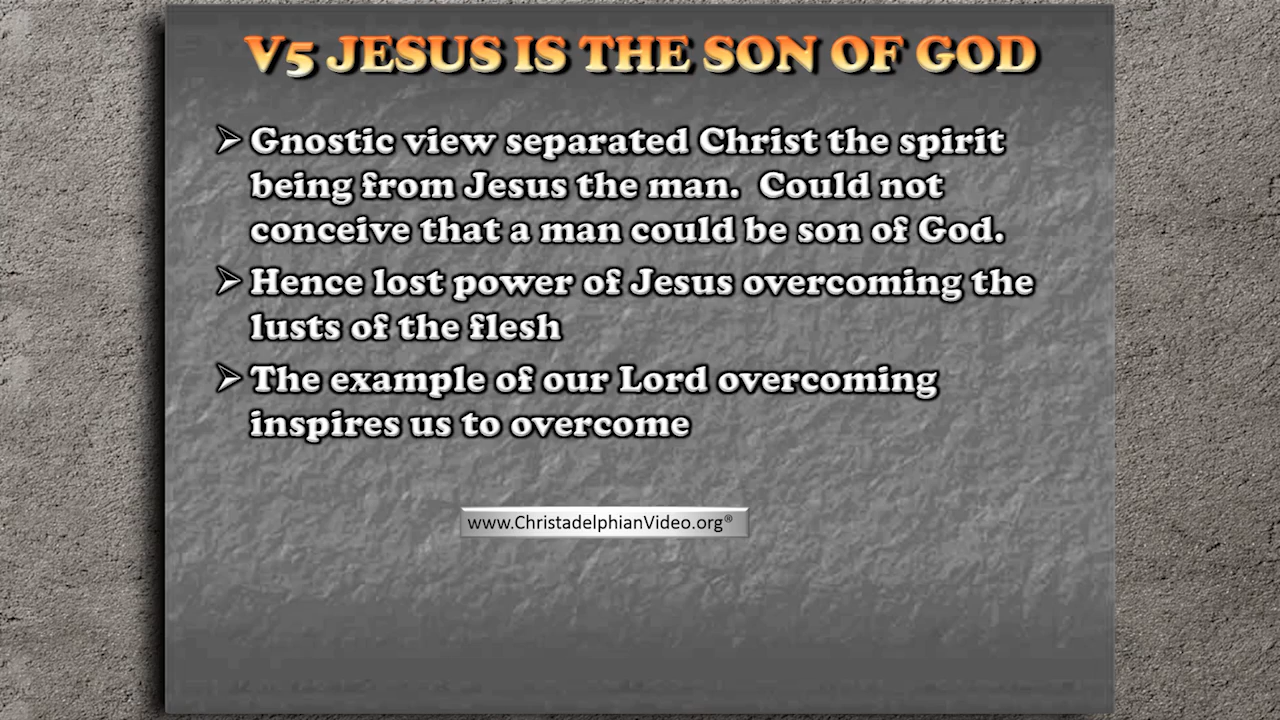 V5 JESUS IS THE SON OF GOD
➢ Gnostic view separated Christ the spirit
being from Jesus the man.  Could not
conceive that a man could be son of God.
➢ Hence lost power of Jesus overcoming the
lusts of the flesh
➢ The example of our Lord overcoming
inspires us to overcome
www.ChristadelphianVideo.org®